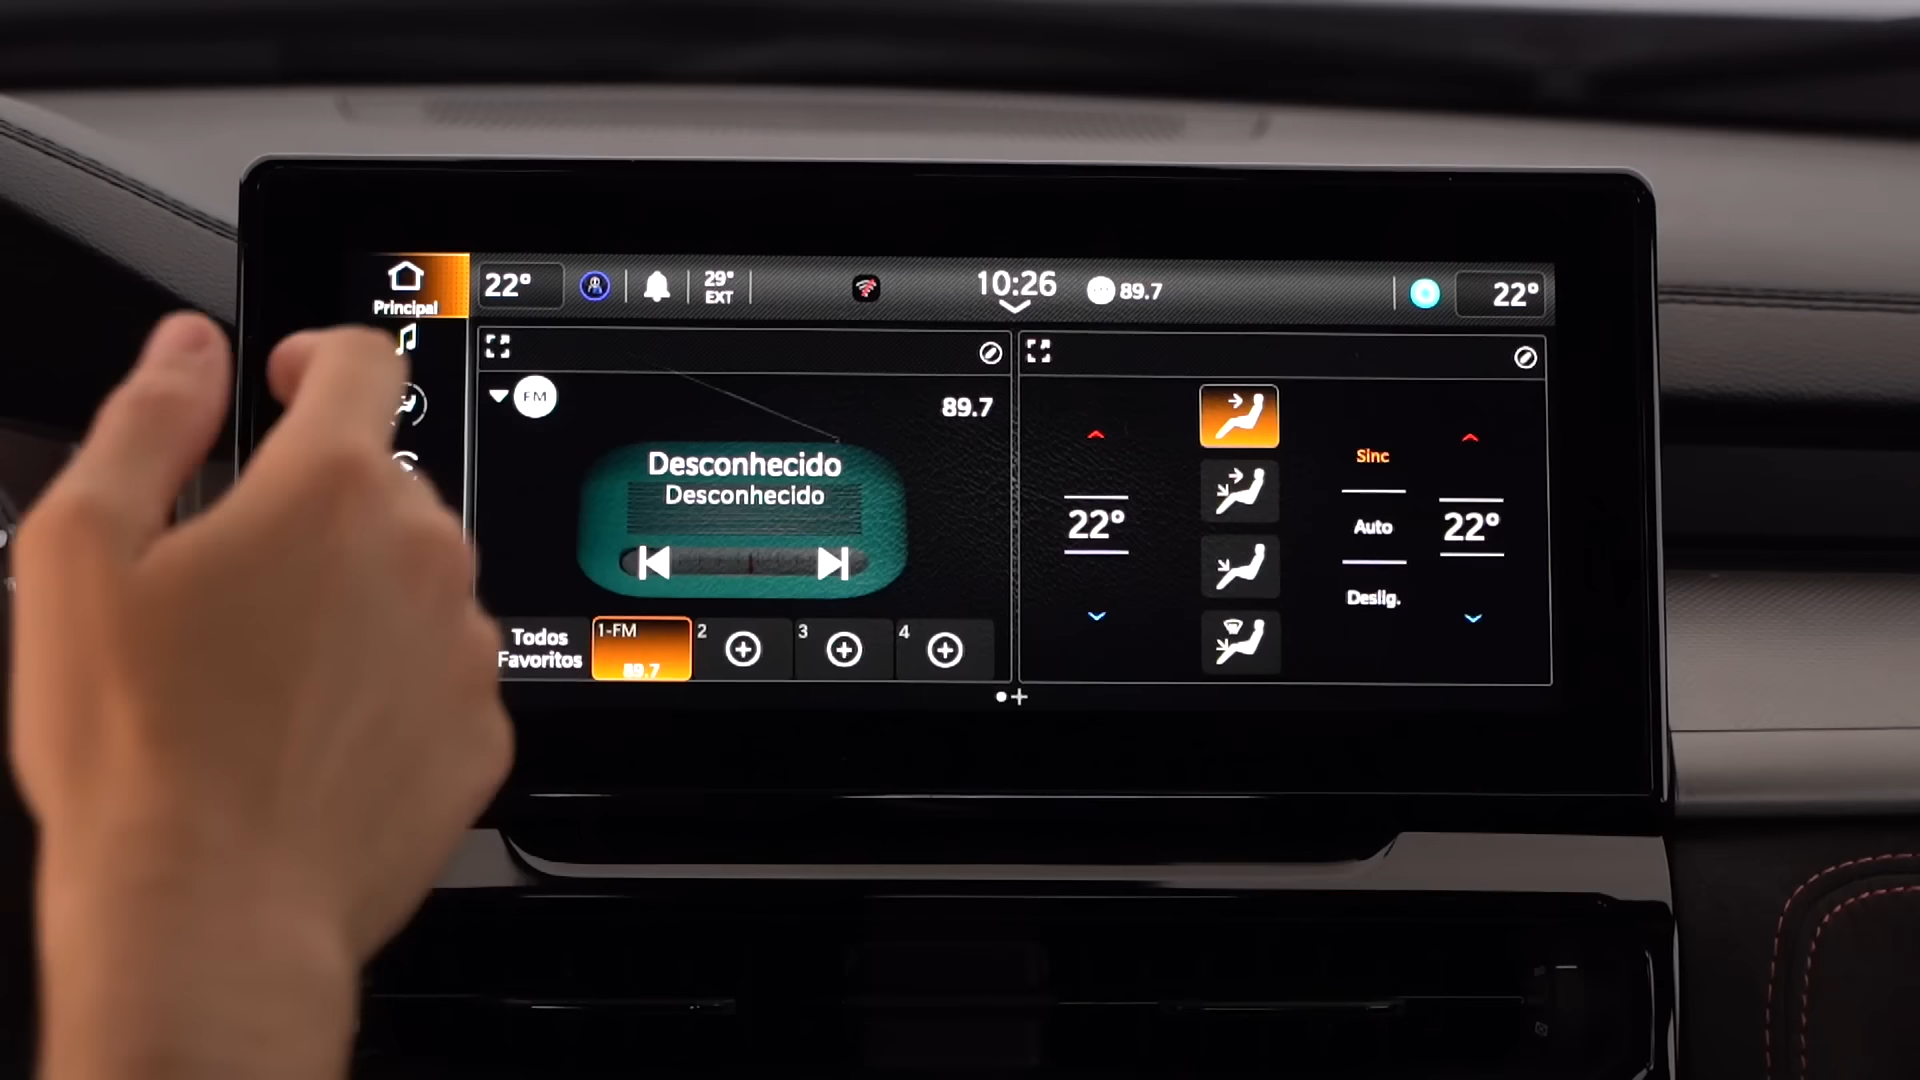 Principal
22°
29°
EXT
10:26
89.7
22°
FM
89.7
Desconhecido
Desconhecido
Todos
Favoritos
1-FM
89.7
2
3
4
22°
Sinc
Auto
Deslig.
22°